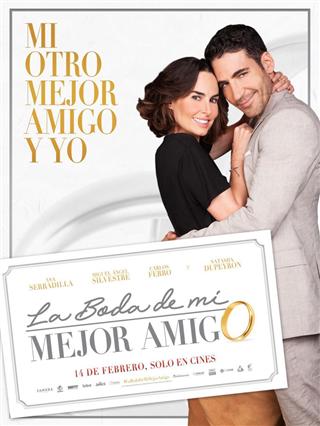 MI
OTRO
MEJOR
AMIGO
Y YO
ANA
SERRADILLA
MIGUEL ÁNGEL
SILVESTRE
CARLOS
FERRO
Y
NATASHA
DUPEYRON
La Boda de mi
MEJOR AMIGO
14 DE FEBRERO, SOLO EN CINES